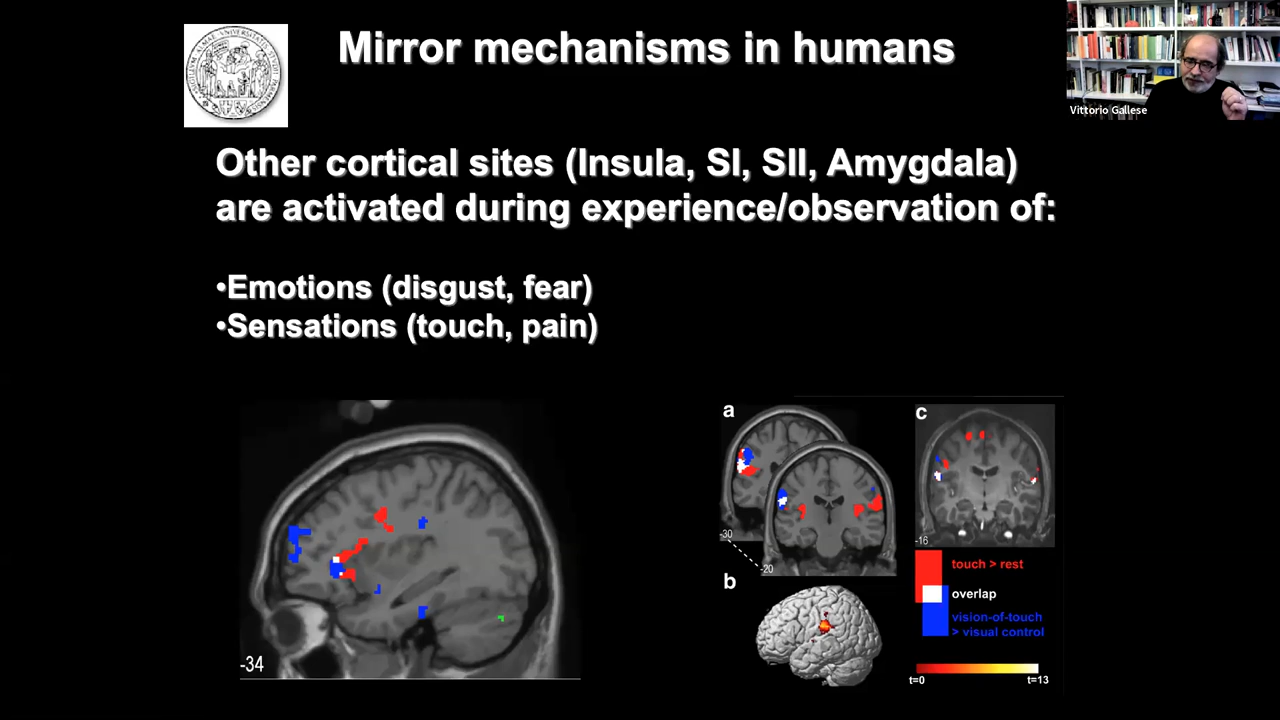 Mirror mechanisms in humans
Vittorio Gallese
Other cortical sites (Insula, SI, SII, Amygdala)
are activated during experience/observation of:
•Emotions (disgust, fear)
•Sensations (touch, pain)
-34
a
-30
-20
b
c
-16
touch > rest
overlap
vision-of-touch
> visual control
t=0
t=13